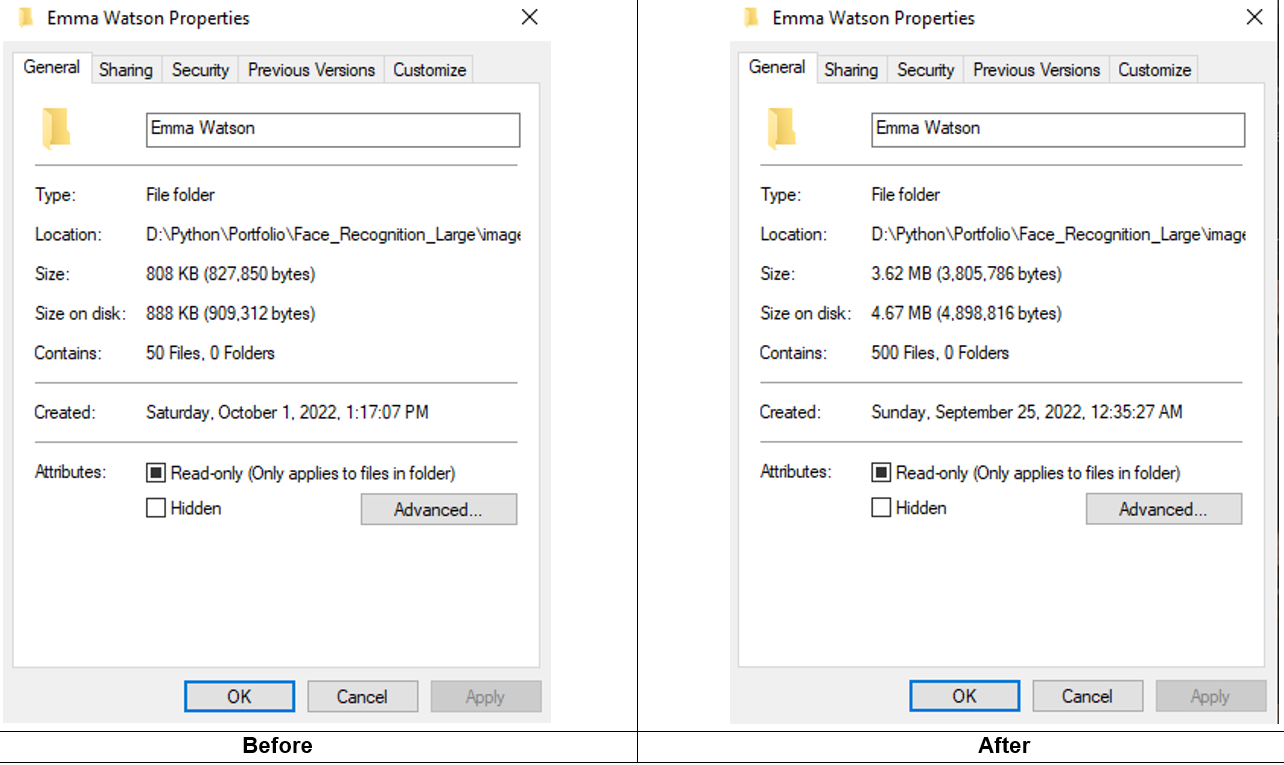 Emma Watson Properties
General Sharing Security Previous Versions Customize
Emma Watson
Type: File folder
Location: D:\Python\Portfolio\Face_Recognition_Large\image
Size: 808 KB (827,850 bytes)
Size on disk: 888 KB (909,312 bytes)
Contains: 50 Files, 0 Folders
Created: Saturday, October 1, 2022, 1:17:07 PM
Attributes: Read-only (Only applies to files in folder)
Hidden Advanced...
OK Cancel Apply
Before
Emma Watson Properties
General Sharing Security Previous Versions Customize
Emma Watson
Type: File folder
Location: D:\Python\Portfolio\Face_Recognition_Large\image
Size: 3.62 MB (3,805,786 bytes)
Size on disk: 4.67 MB (4,898,816 bytes)
Contains: 500 Files, 0 Folders
Created: Sunday, September 25, 2022, 12:35:27 AM
Attributes: Read-only (Only applies to files in folder)
Hidden Advanced...
OK Cancel Apply
After